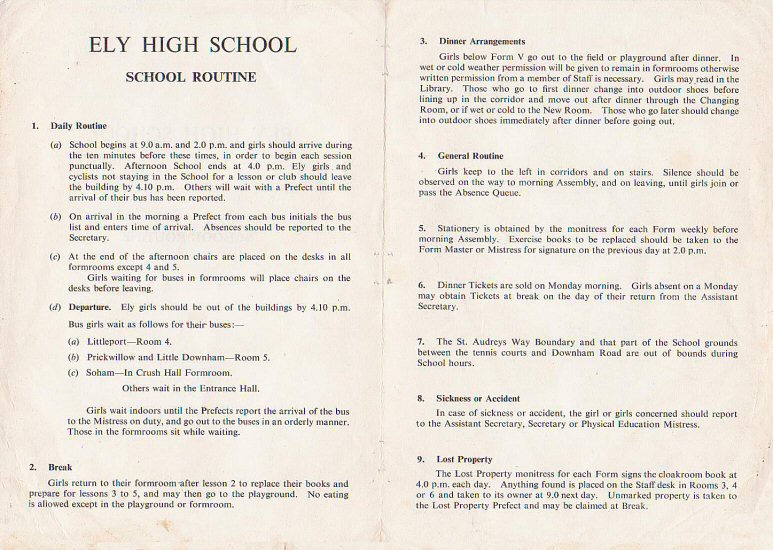 ELY HIGH SCHOOL
SCHOOL ROUTINE
1. Daily Routine
(a) School begins at 9.0 a.m. and 2.0 p.m. and girls should arrive during
the ten minutes before these times, in order to begin each session
punctually. Afternoon School ends at 4.0 p.m. Ely girls and
cyclists not staying in the School for a lesson or club should leave
the building by 4.10 p.m. Others will wait with a Prefect until the
arrival of their bus has been reported.
(b) On arrival in the morning a Prefect from each bus initials the bus
list and enters time of arrival. Absences should be reported to the
Secretary.
(c) At the end of the afternoon chairs are placed on the desks in all
formrooms except 4 and 5.
Girls waiting for buses in formrooms will place chairs on the
desks before leaving.
(d) Departure. Ely girls should be out of the buildings by 4.10 p.m.
Bus girls wait as follows for their buses:—
(a) Littleport—Room 4.
(b) Prickwillow and Little Downham—Room 5.
(c) Soham—In Crush Hall Formroom.
Others wait in the Entrance Hall.
Girls wait indoors until the Prefects report the arrival of the bus
to the Mistress on duty, and go out to the buses in an orderly manner.
Those in the formrooms sit while waiting.
2. Break
Girls return to their formroom after lesson 2 to replace their books and
prepare for lessons 3 to 5, and may then go to the playground. No eating
is allowed except in the playground or formroom.
3. Dinner Arrangements
Girls below Form V go out to the field or playground after dinner. In
wet or cold weather permission will be given to remain in formrooms otherwise
written permission from a member of Staff is necessary. Girls may read in the
Library. Those who go to first dinner change into outdoor shoes before
lining up in the corridor and move out after dinner through the Changing
Room, or if wet or cold to the New Room. Those who go later should change
into outdoor shoes immediately after dinner before going out.
4. General Routine
Girls keep to the left in corridors and on stairs. Silence should be
observed on the way to morning Assembly, and on leaving, until girls join or
pass the Absence Queue.
5. Stationery is obtained by the monitress for each Form weekly before
morning Assembly. Exercise books to be replaced should be taken to the
Form Master or Mistress for signature on the previous day at 2.0 p.m.
6. Dinner Tickets are sold on Monday morning. Girls absent on a Monday
may obtain Tickets at break on the day of their return from the Assistant
Secretary.
7. The St. Audreys Way Boundary and that part of the School grounds
between the tennis courts and Downham Road are out of bounds during
School hours.
8. Sickness or Accident
In case of sickness or accident, the girl or girls concerned should report
to the Assistant Secretary, Secretary or Physical Education Mistress.
9. Lost Property
The Lost Property monitress for each Form signs the cloakroom book at
4.0 p.m. each day. Anything found is placed on the Staff desk in Rooms 3, 4
or 6 and taken to its owner at 9.0 next day. Unmarked property is taken to
the Lost Property Prefect and may be claimed at Break.